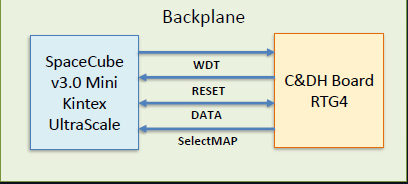 Backplane
SpaceCube
v3.0 Mini
Kintex
UltraScale
WDT
RESET
DATA
SelectMAP
C&DH Board
RTG4